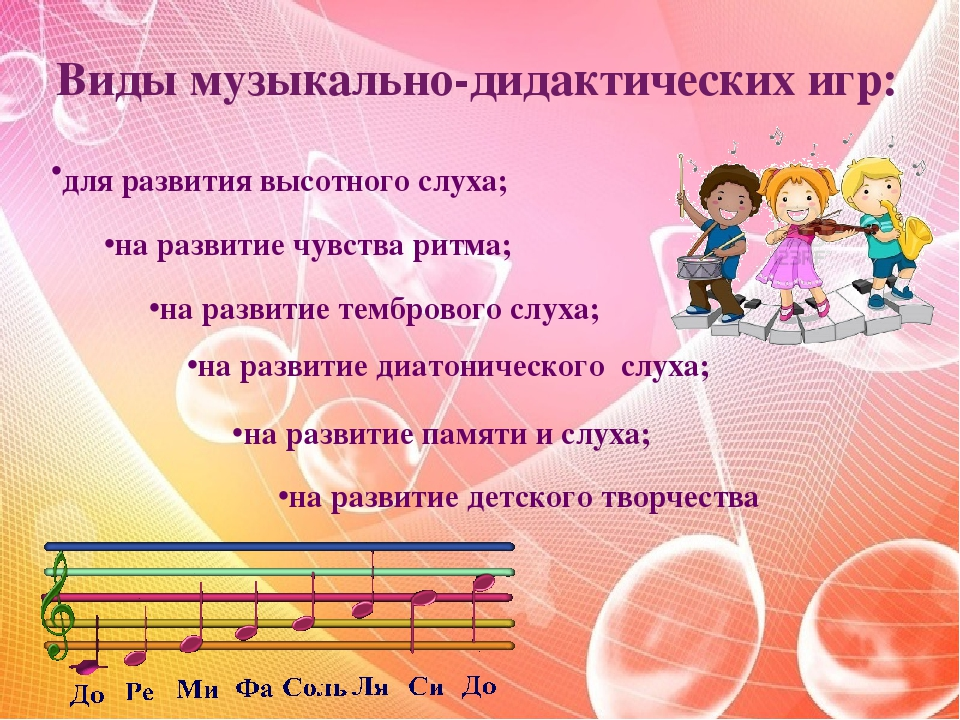 Виды музыкально-дидактических игр:
•для развития высотного слуха;
•на развитие чувства ритма;
•на развитие тембрового слуха;
•на развитие диатонического слуха;
•на развитие памяти и слуха;
•на развитие детского творчества
До Ре Ми Фа Соль Ля Си До